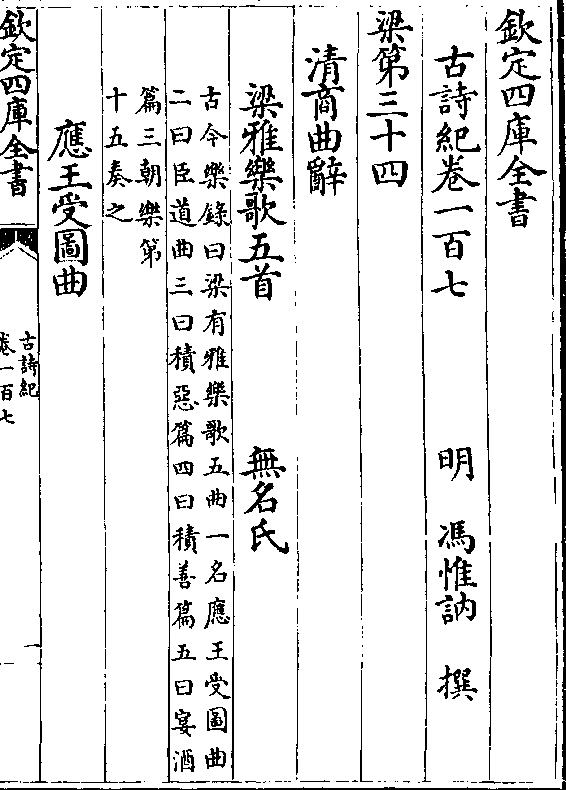 欽定四庫全書
古詩紀卷一百七
明 馮惟訥 撰
梁第三十四
清商曲辭
梁雅樂歌五首 無名氏
古今樂錄曰梁有雅樂歌五曲一名應王受圖曲
二曰臣道曲三曰積惡篇四曰積善篇五曰宴酒
篇三朝樂第
十五奏之
應王受圖曲
欽定四庫全書
古詩紀
卷一百七
一